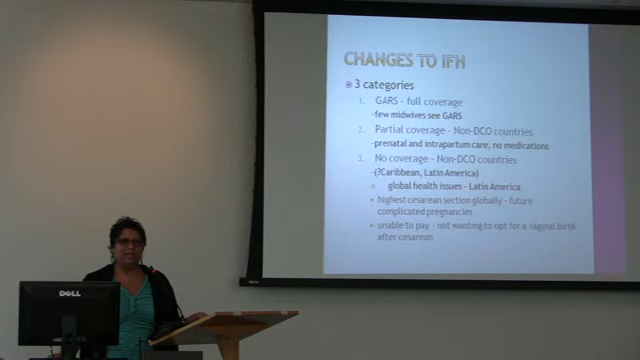 CHANGES TO IFH
3 categories
1. GARS - full coverage
-few midwives see GARS
2. Partial coverage - Non-DCO countries
-prenatal and intrapartum care, no medications
3. No coverage - Non-DCO countries
-(?Caribbean, Latin America)
global health issues - Latin America
highest cesarean section globally - future
complicated pregnancies
unable to pay - not wanting to opt for a vaginal birth
after cesarean
DELL